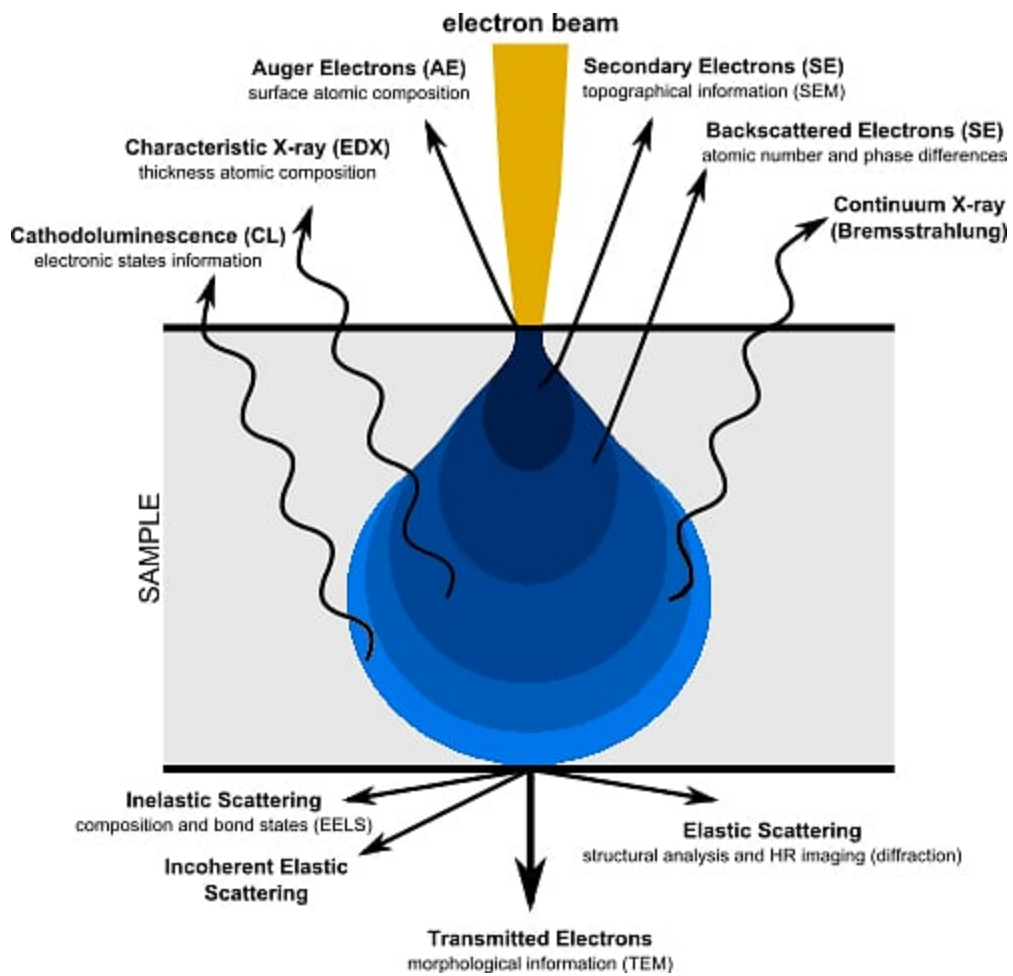 electron beam
Auger Electrons (AE)
surface atomic composition
Secondary Electrons (SE)
topographical information (SEM)
Characteristic X-ray (EDX)
thickness atomic composition
Backscattered Electrons (SE)
atomic number and phase differences
Cathodoluminescence (CL)
electronic states information
Continuum X-ray
(Bremsstrahlung)
SAMPLE
Inelastic Scattering
composition and bond states (EELS)
Incoherent Elastic
Scattering
Elastic Scattering
structural analysis and HR imaging (diffraction)
Transmitted Electrons
morphological information (TEM)